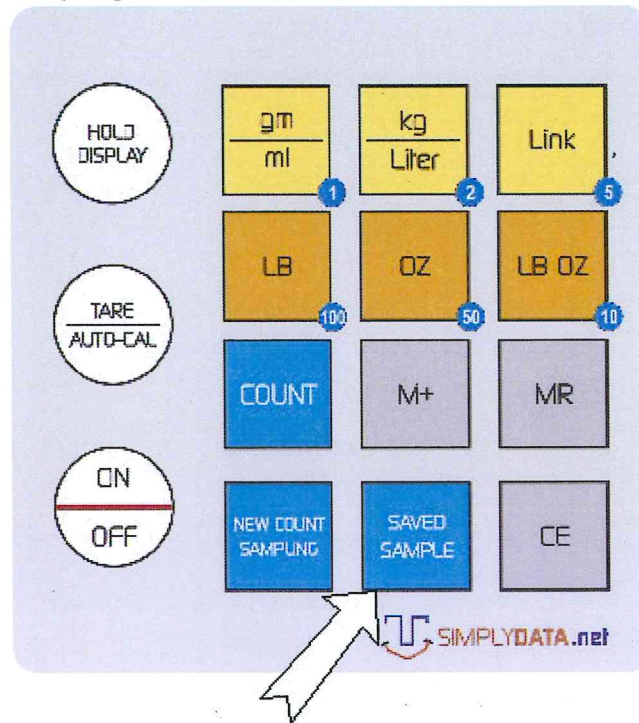 HOLD
DISPLAY
gm
ml
1
kg
Liter
2
Link
5
TARE
AUTO-CAL
LB
100
OZ
50
LB OZ
10
COUNT
M+
MR
ON
OFF
NEW COUNT
SAMPLING
SAVED
SAMPLE
CE
SIMPLYDATA.net